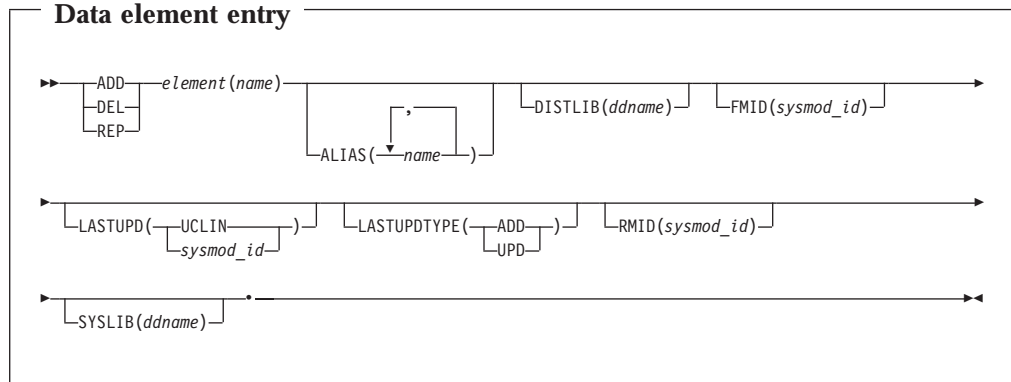 Data element entry
ADD element(name)
DEL
REP
ALIAS( name )
,
DISTLIB(ddname)
FMID(sysmod_id)
LASTUPD( UCLIN )
sysmod_id
LASTUPDTYPE( ADD )
UPD
RMID(sysmod_id)
SYSLIB(ddname)
.